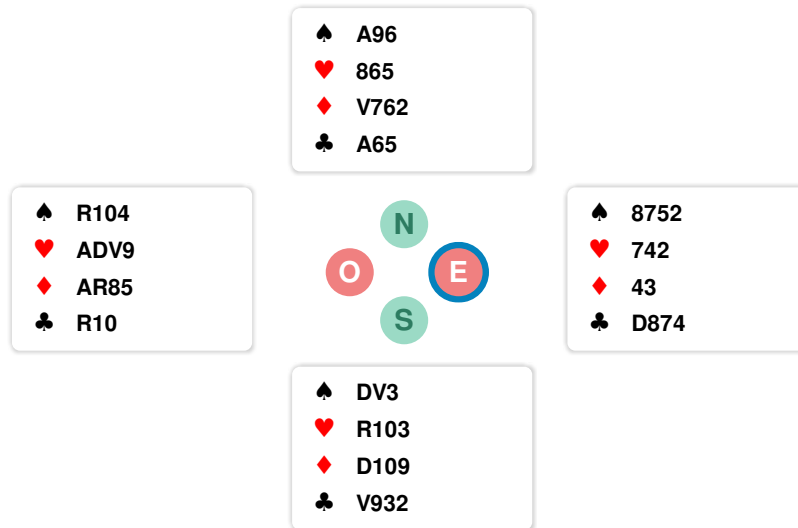 ♠ A96
♥ 865
♦ V762
♣ A65
♠ R104
♥ ADV9
♦ AR85
♣ R10
N
O
E
S
♠ 8752
♥ 742
♦ 43
♣ D874
♠ DV3
♥ R103
♦ D109
♣ V932